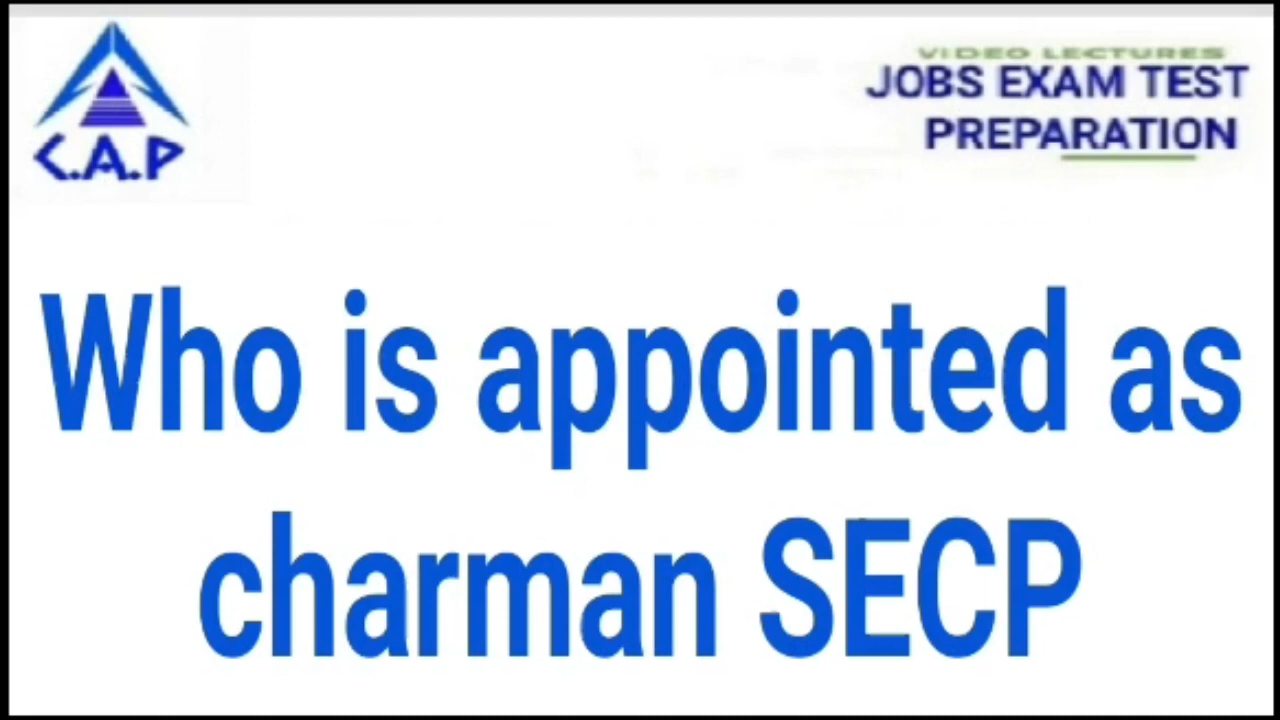 C.A.P
VIDEO LECTURES
JOBS EXAM TEST
PREPARATION
Who is appointed as
charman SECP